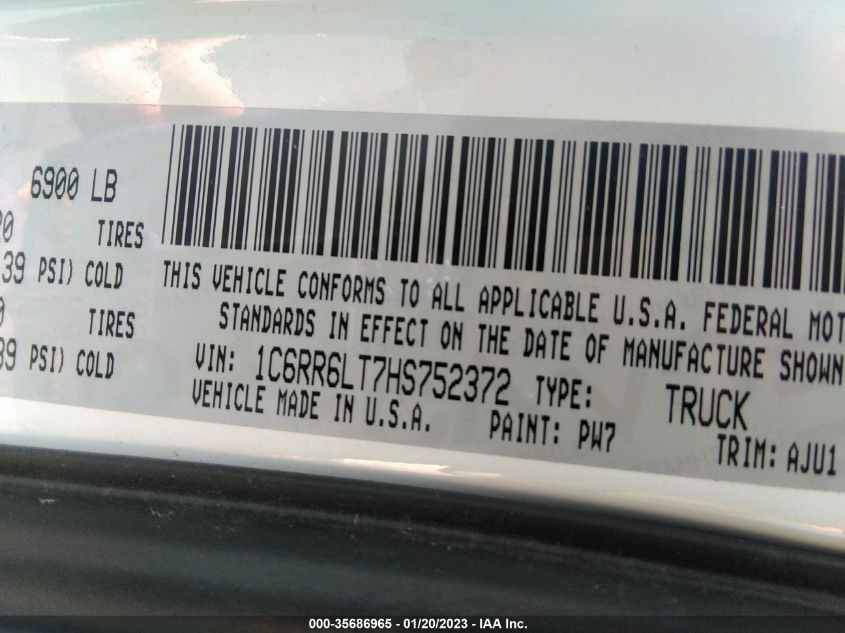 6900 LB
TIRES
39 PSI) COLD
TIRES
39 PSI) COLD
THIS VEHICLE CONFORMS TO ALL APPLICABLE U.S.A. FEDERAL MOT
STANDARDS IN EFFECT ON THE DATE OF MANUFACTURE SHOWN
VIN: 1C6RR6LT7HS752372 TYPE: TRUCK
VEHICLE MADE IN U.S.A. PAINT: PW7 TRIM: AJU1
000-35686965 - 01/20/2023 - IAA Inc.